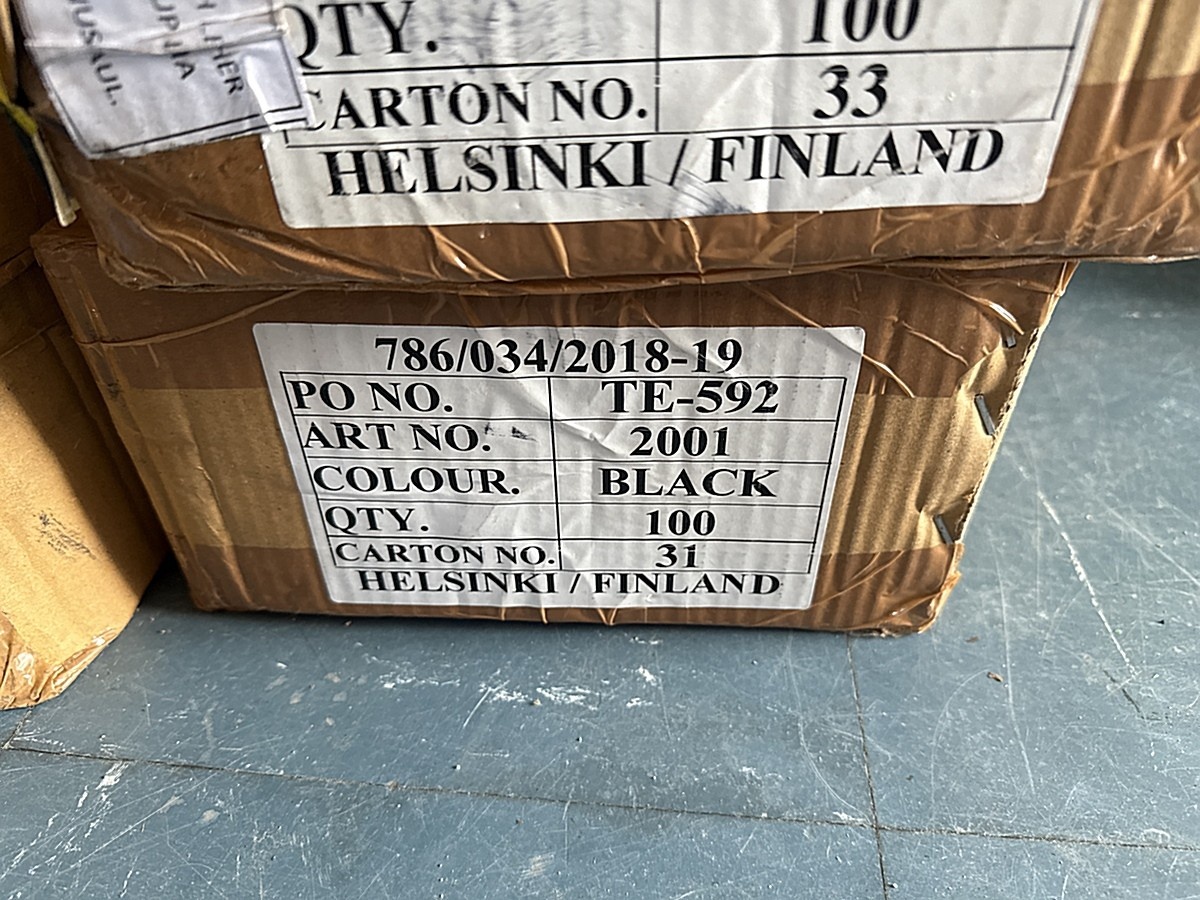 QTY. 100
CARTON NO. 33
HELSINKI / FINLAND
786/034/2018-19
PO NO. TE-592
ART NO. 2001
COLOUR. BLACK
QTY. 100
CARTON NO. 31
HELSINKI / FINLAND